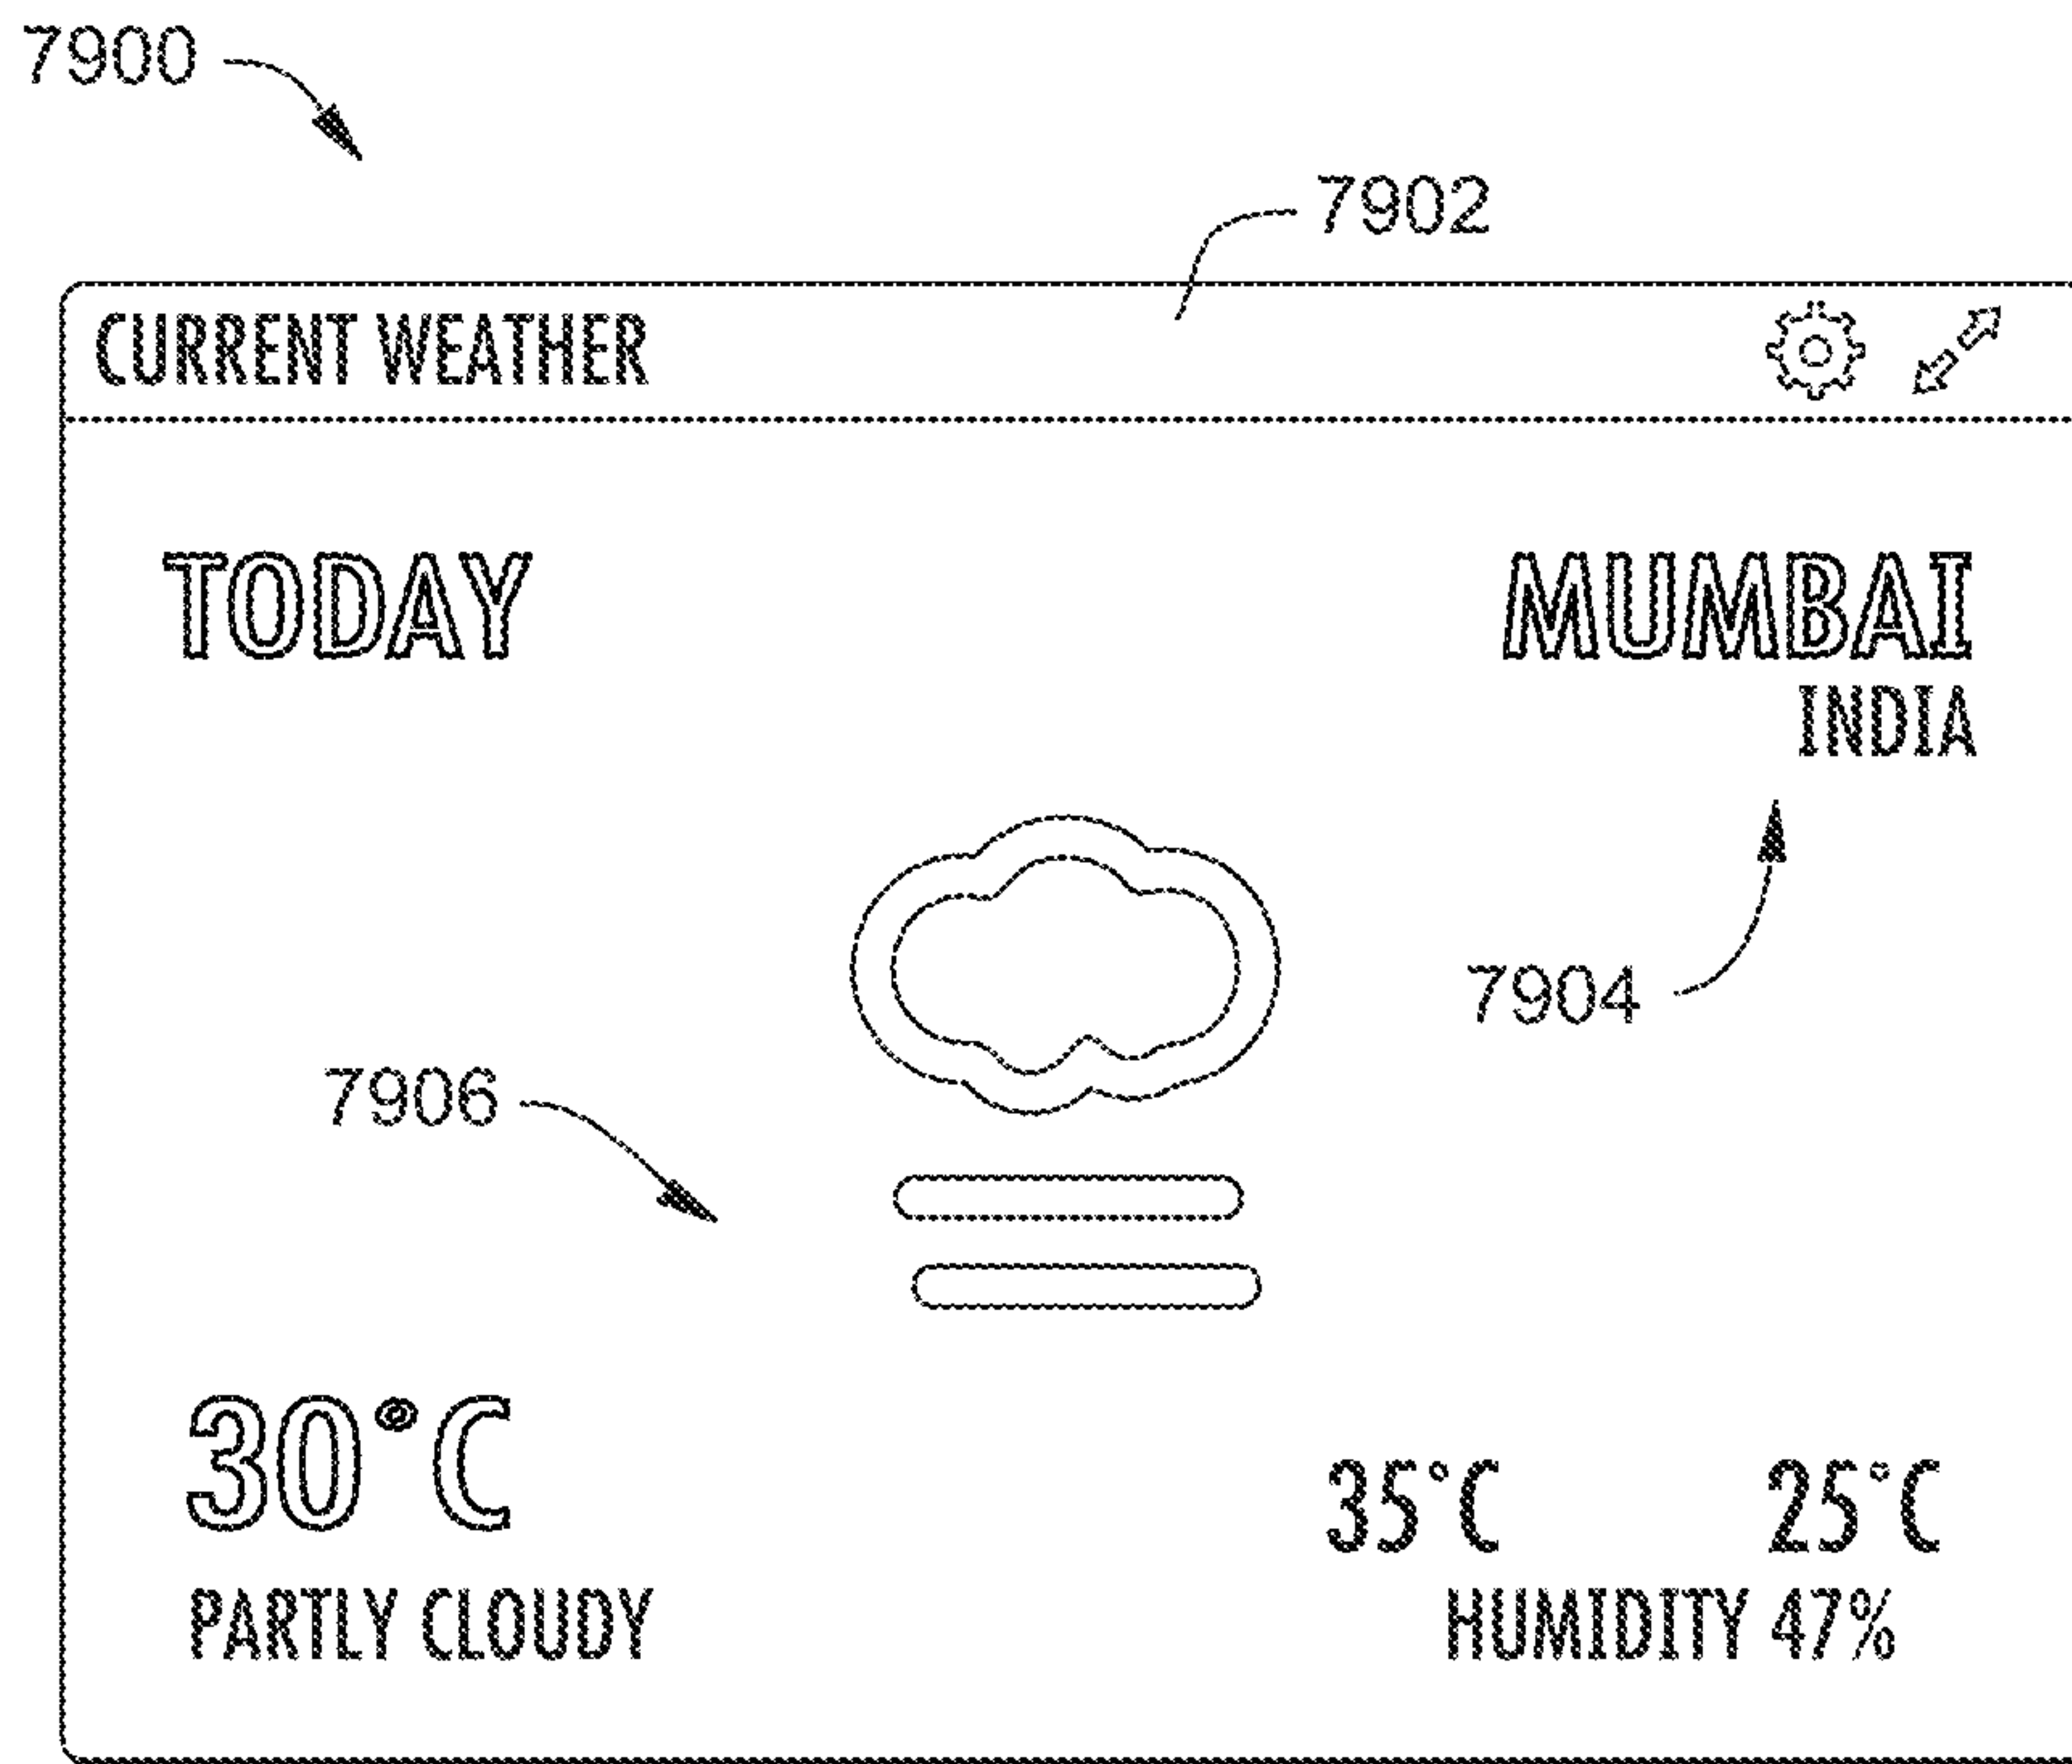 7900
7902
CURRENT WEATHER
TODAY
MUMBAI
INDIA
7904
7906
30°C
35°C 25°C
PARTLY CLOUDY
HUMIDITY 47%